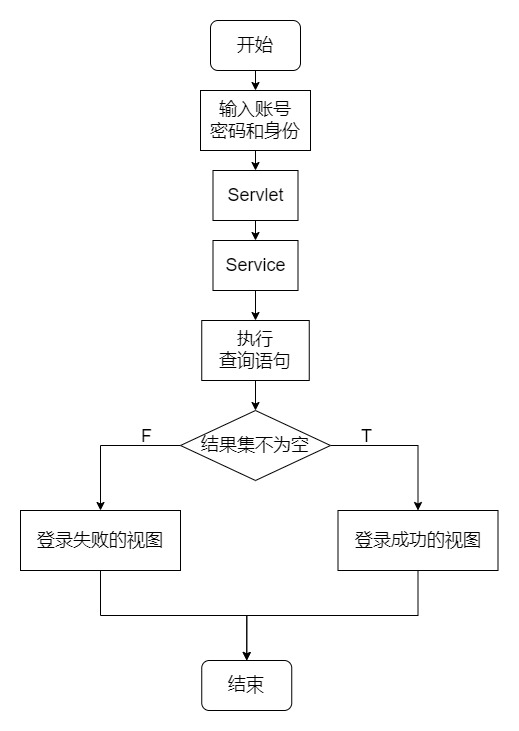 开始
输入账号
密码和身份
Servlet
Service
执行
查询语句
F
结果集不为空
T
登录失败的视图
登录成功的视图
结束